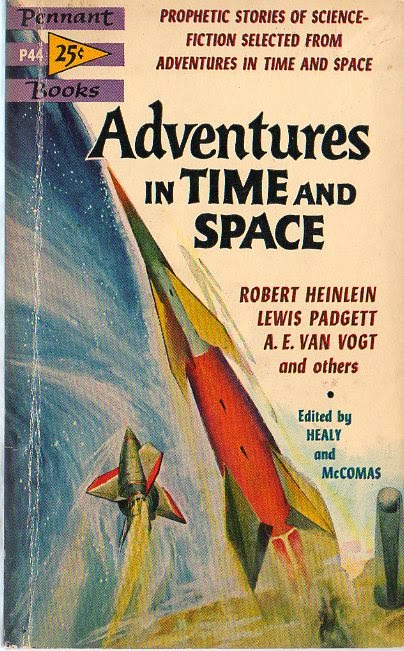 Pennant
P44 25¢
Books
PROPHETIC STORIES OF SCIENCE-
FICTION SELECTED FROM
ADVENTURES IN TIME AND SPACE
Adventures
IN TIME AND
SPACE
ROBERT HEINLEIN
LEWIS PADGETT
A. E. VAN VOGT
and others
•
Edited by
HEALY
and
McCOMAS